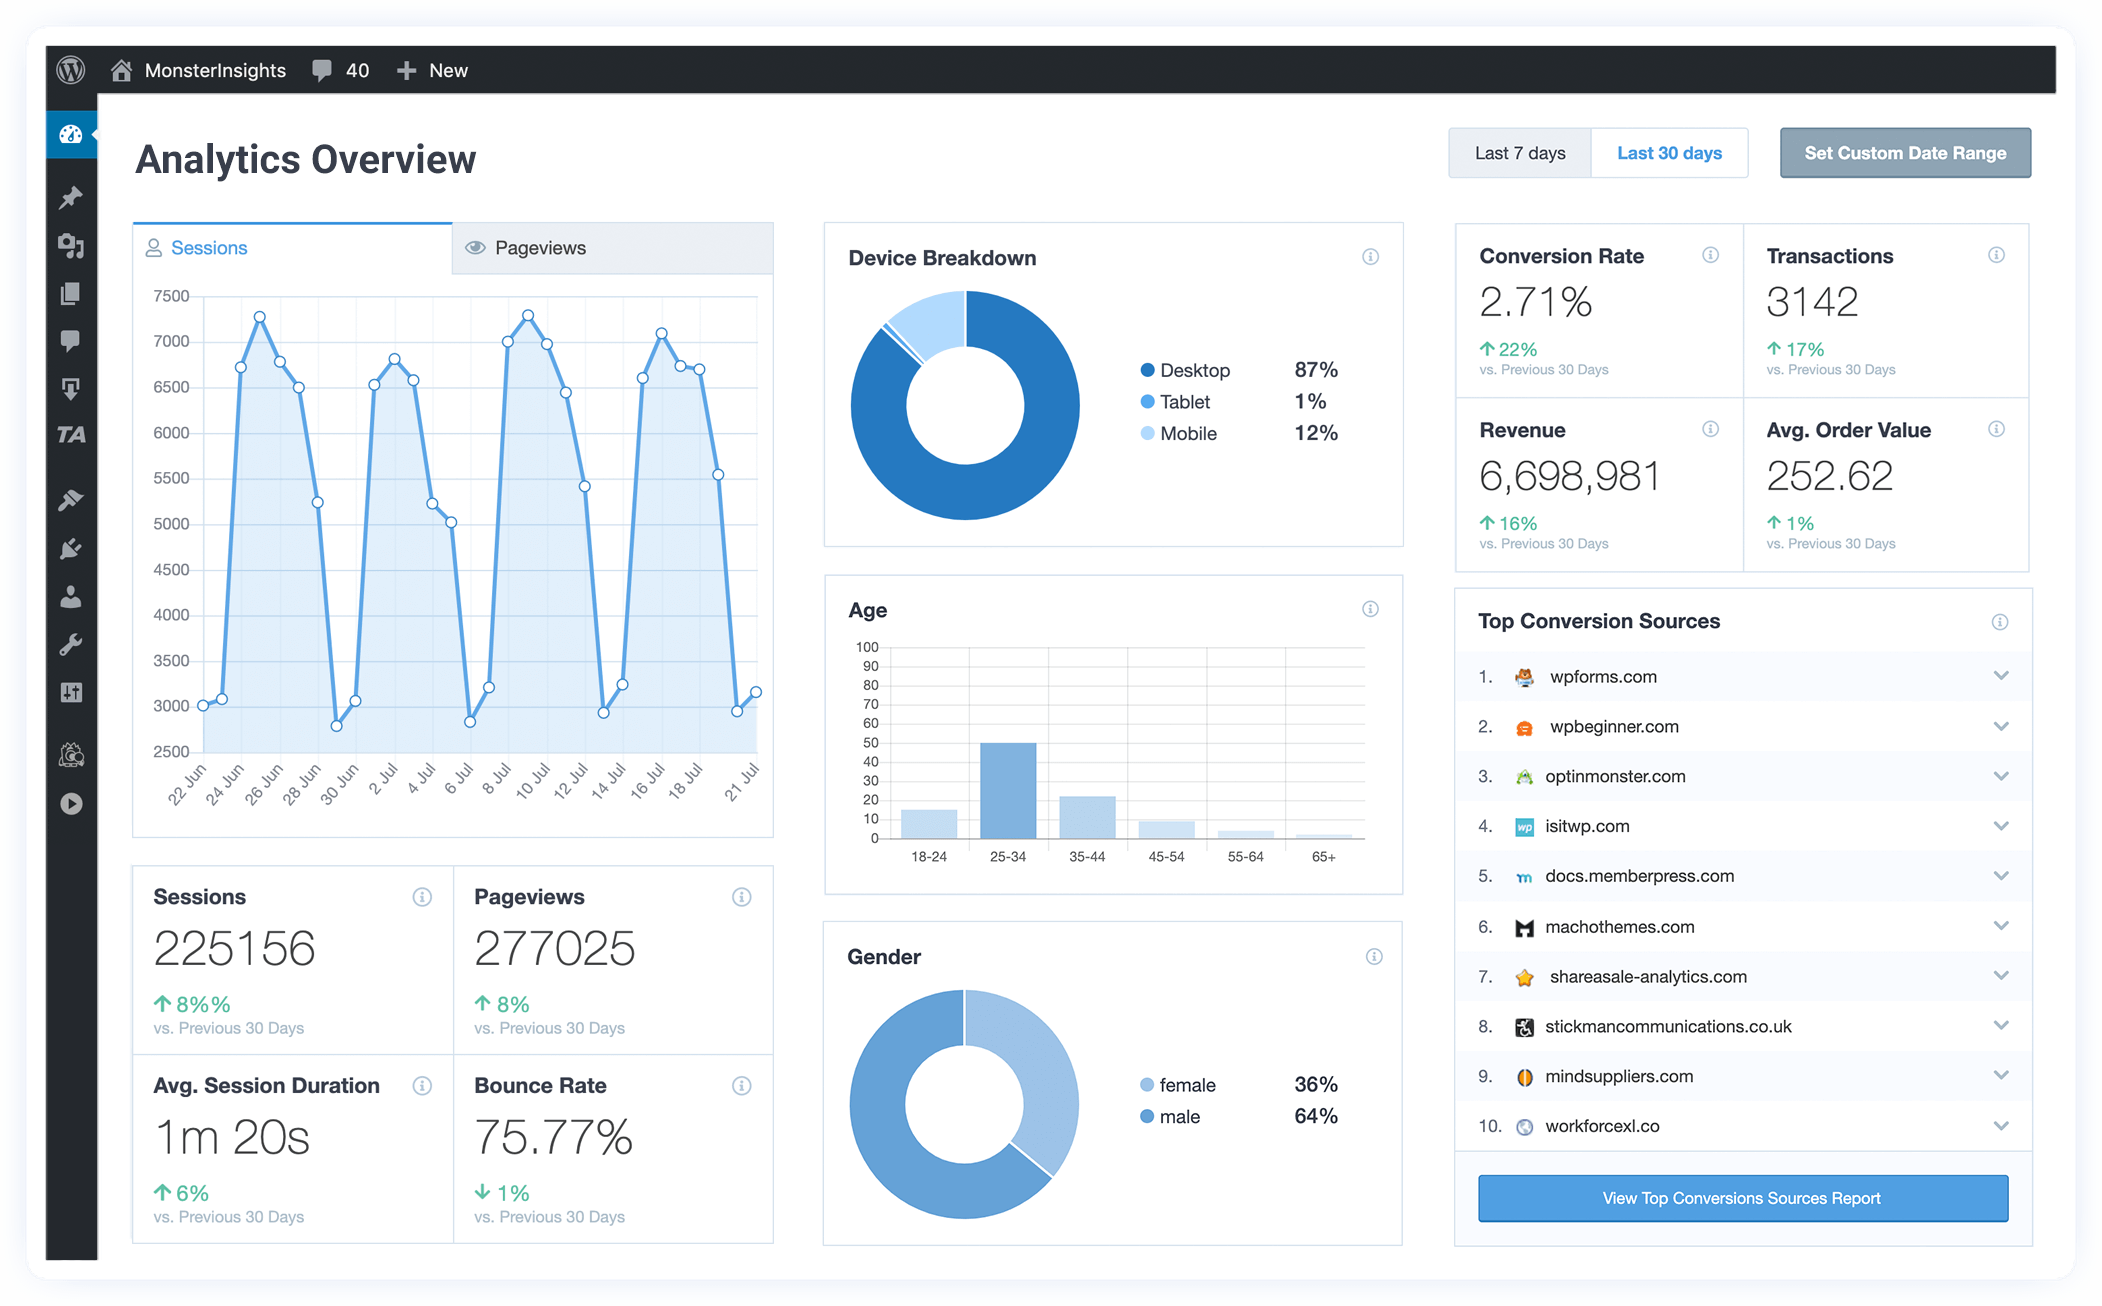 MonsterInsights 40 New
Analytics Overview
Last 7 days Last 30 days Set Custom Date Range
Sessions Pageviews
7500
7000
6500
6000
5500
5000
4500
4000
3500
3000
2500
22 Jun 24 Jun 26 Jun 28 Jun 30 Jun 2 Jul 4 Jul 6 Jul 8 Jul 10 Jul 12 Jul 14 Jul 16 Jul 18 Jul 21 Jul
TA
Sessions
225156
8%%
vs. Previous 30 Days
Pageviews
277025
8%
vs. Previous 30 Days
Avg. Session Duration
1m 20s
6%
vs. Previous 30 Days
Bounce Rate
75.77%
1%
vs. Previous 30 Days
Device Breakdown
Desktop 87%
Tablet 1%
Mobile 12%
Age
100
90
80
70
60
50
40
30
20
10
0
18-24 25-34 35-44 45-54 55-64 65+
Gender
female 36%
male 64%
Conversion Rate
2.71%
22%
vs. Previous 30 Days
Transactions
3142
17%
vs. Previous 30 Days
Revenue
6,698,981
16%
vs. Previous 30 Days
Avg. Order Value
252.62
1%
vs. Previous 30 Days
Top Conversion Sources
1. wpforms.com
2. wpbeginner.com
3. optinmonster.com
4. wp isitwp.com
5. m docs.memberpress.com
6. machothemes.com
7. shareasale-analytics.com
8. stickmancommunications.co.uk
9. mindsuppliers.com
10. workforcexl.co
View Top Conversions Sources Report